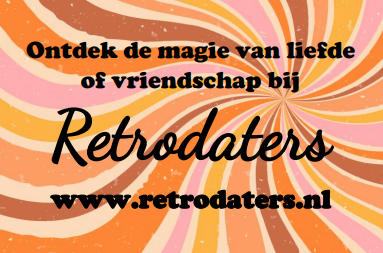 Ontdek de magie van liefde
of vriendschap bij
Retrodaters
www.retrodaters.nl